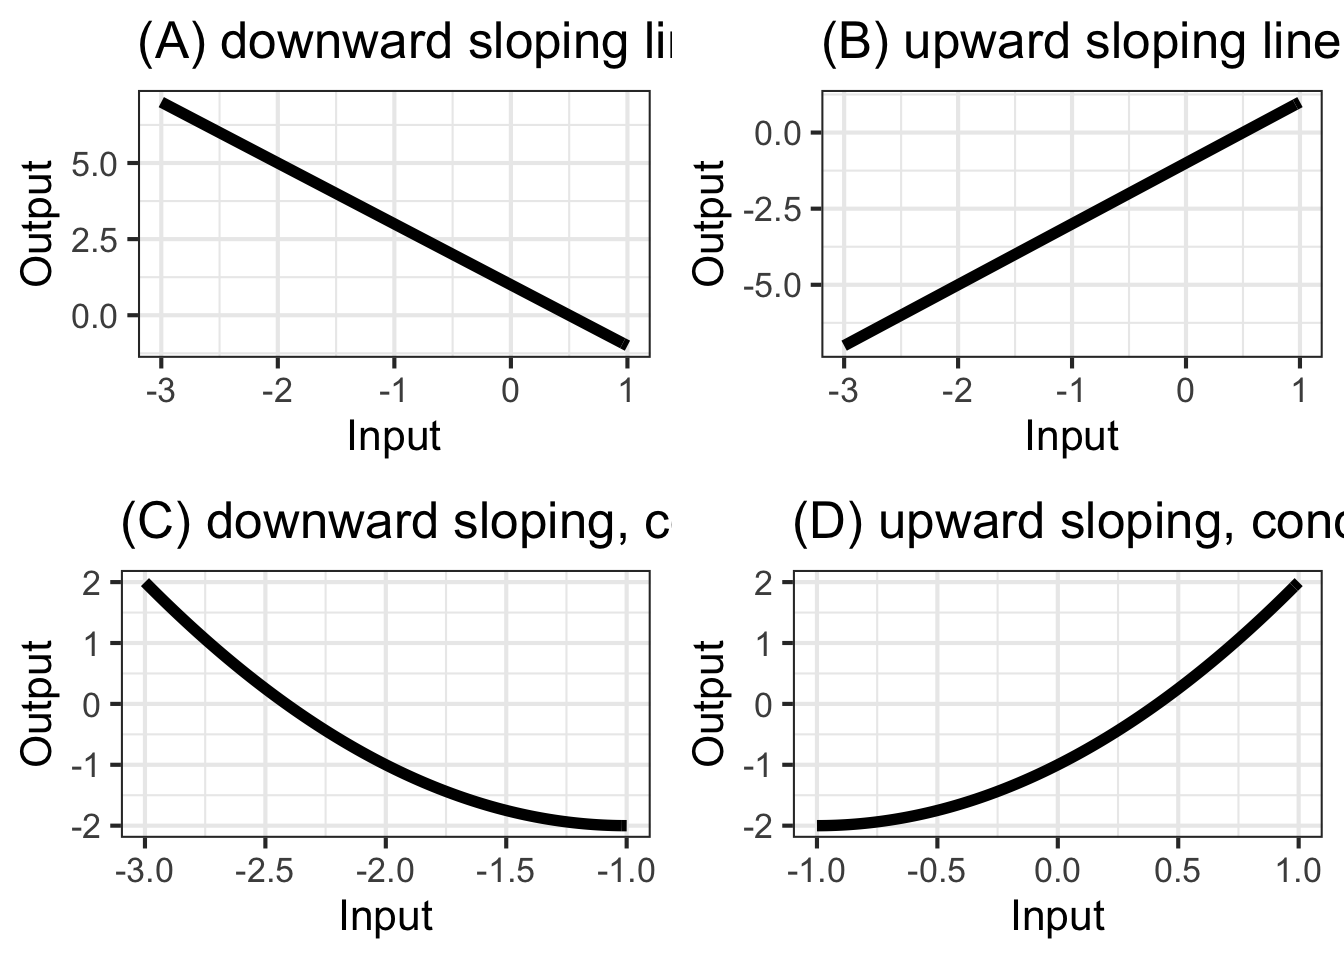 (A) downward sloping
(B) upward sloping line
Output
5.0
2.5
0.0
-3 -2 -1 0 1
Input
Output
0.0
-2.5
-5.0
-3 -2 -1 0 1
Input
(C) downward sloping,
(D) upward sloping,
Output
2
1
0
-1
-2
-3.0 -2.5 -2.0 -1.5 -1.0
Input
Output
2
1
0
-1
-2
-1.0 -0.5 0.0 0.5 1.0
Input